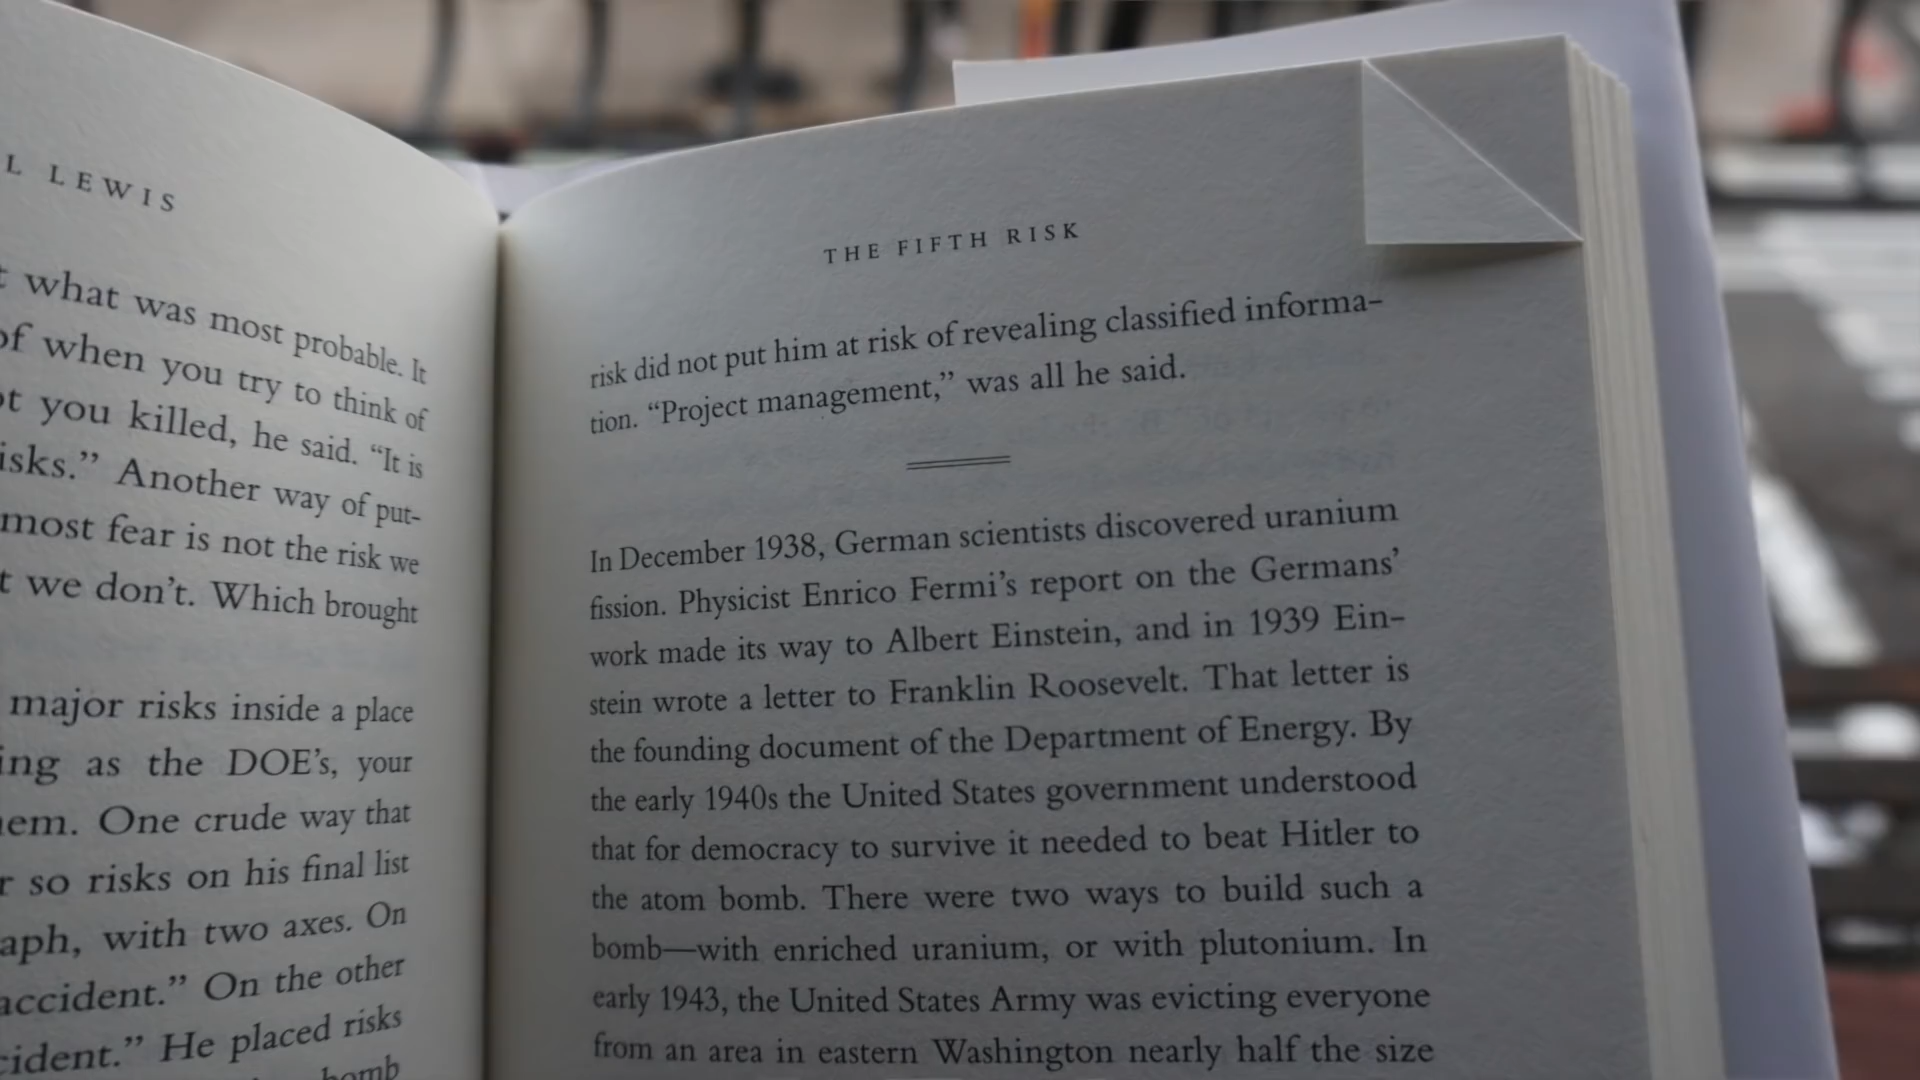 L LEWIS
what was most probable. It
of when you try to think of
you killed, he said. “It is
Another way of put-
most fear is not the risk we
we don’t. Which brought
major risks inside a place
as the DOE’s, your
One crude way that
so risks on his final list
with two axes. On
accident.” On the other
He placed risks
bomb
THE FIFTH RISK
risk did not put him at risk of revealing classified informa-
tion. “Project management,” was all he said.
In December 1938, German scientists discovered uranium
fission. Physicist Enrico Fermi’s report on the Germans’
work made its way to Albert Einstein, and in 1939 Ein-
stein wrote a letter to Franklin Roosevelt. That letter is
the founding document of the Department of Energy. By
the early 1940s the United States government understood
that for democracy to survive it needed to beat Hitler to
the atom bomb. There were two ways to build such a
bomb—with enriched uranium, or with plutonium. In
early 1943, the United States Army was evicting everyone
from an area in eastern Washington nearly half the size